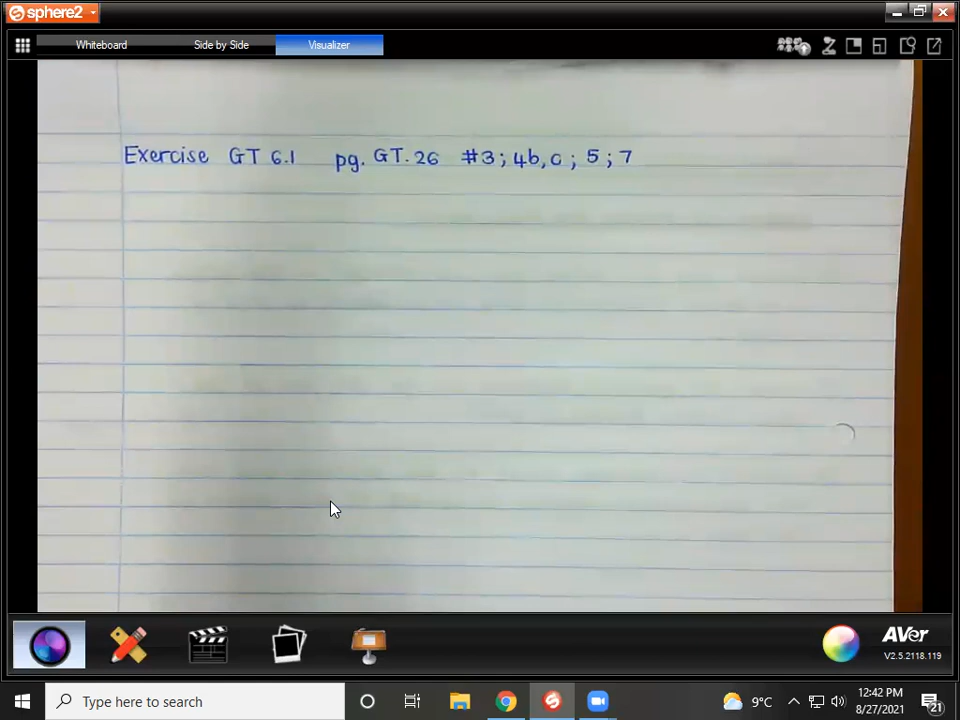 sphere2
Whiteboard Side by Side Visualizer
Exercise GT 6.1 pg. GT.26 #3; 4b,c; 5; 7
AVer
V2.5.2118.119
Type here to search
9°C
12:42 PM
8/27/2021
21